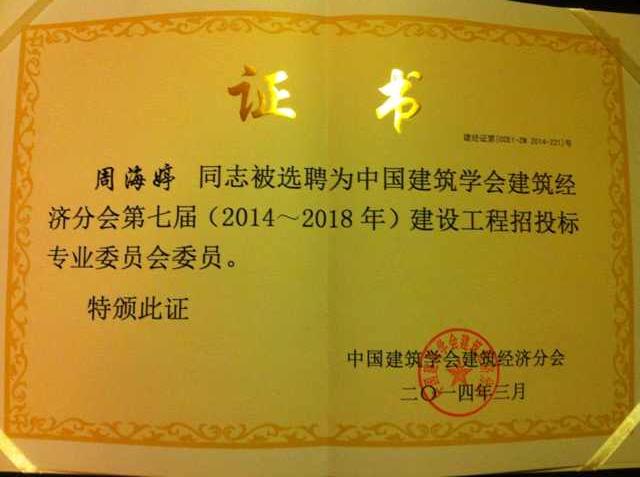 证书
建经证第[CCEI-ZW 2014-221]号
周海婷 同志被选聘为中国建筑学会建筑经
济分会第七届（2014～2018年）建设工程招投标
专业委员会委员。
特颁此证
中国建筑学会建筑经济分会
二〇一四年三月